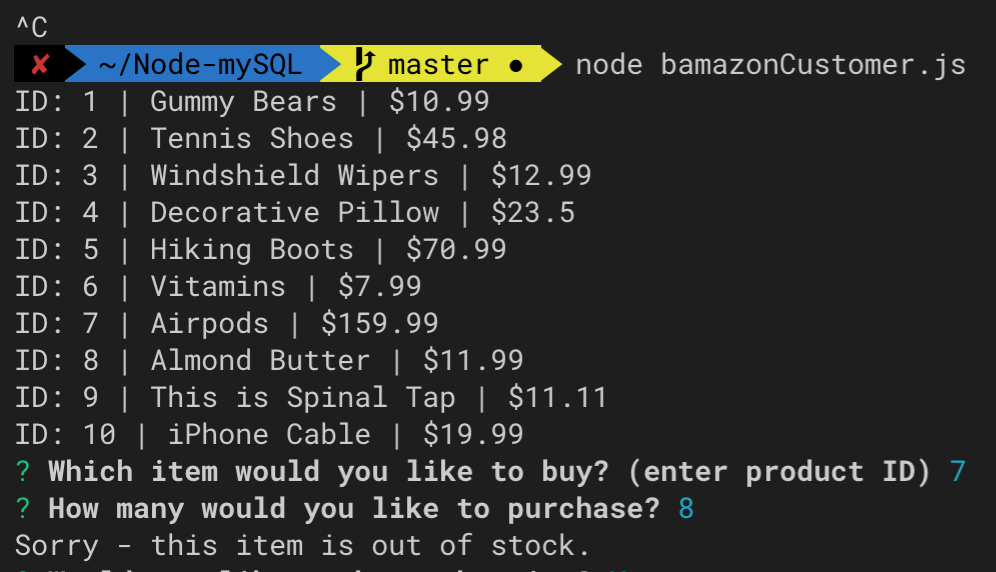 ^C
✘ ~/Node-mySQL master ● node bamazonCustomer.js
ID: 1 | Gummy Bears | $10.99
ID: 2 | Tennis Shoes | $45.98
ID: 3 | Windshield Wipers | $12.99
ID: 4 | Decorative Pillow | $23.5
ID: 5 | Hiking Boots | $70.99
ID: 6 | Vitamins | $7.99
ID: 7 | Airpods | $159.99
ID: 8 | Almond Butter | $11.99
ID: 9 | This is Spinal Tap | $11.11
ID: 10 | iPhone Cable | $19.99
? Which item would you like to buy? (enter product ID) 7
? How many would you like to purchase? 8
Sorry - this item is out of stock.